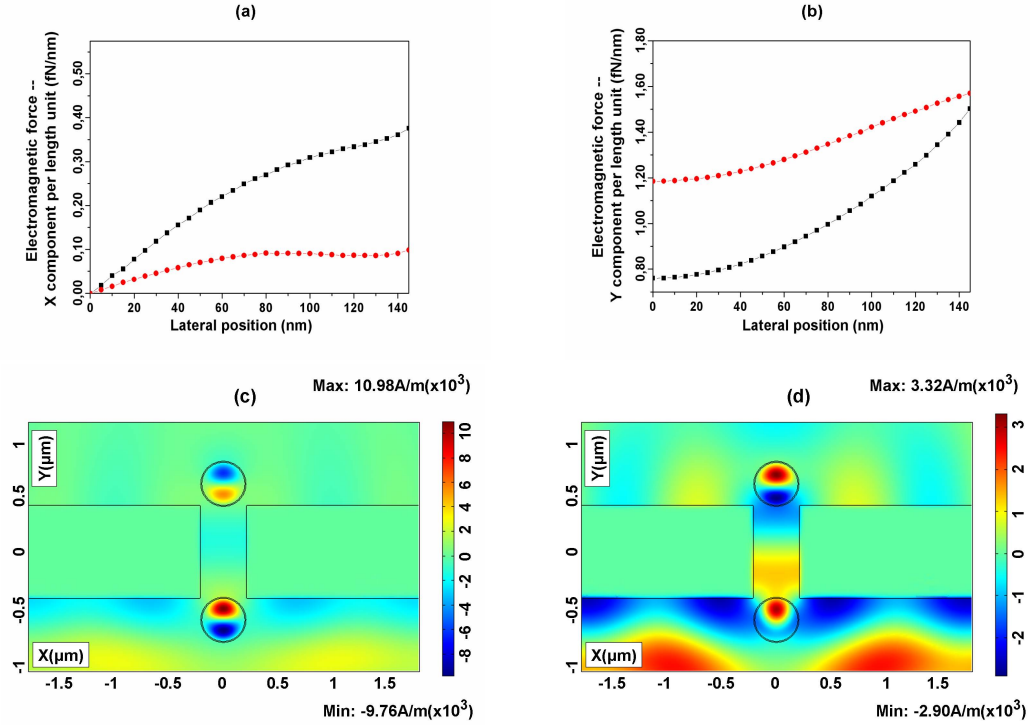 (a)
Electromagnetic force --
X component per length unit (fN/nm)
0,50
0,40
0,30
0,20
0,10
0,00
0 20 40 60 80 100 120 140
Lateral position (nm)
(b)
Electromagnetic force --
Y component per length unit (fN/nm)
1,80
1,60
1,40
1,20
1,00
0,80
0 20 40 60 80 100 120 140
Lateral position (nm)
Max: 10.98A/m(x10³)
(c)
Y(µm)
1
0.5
0
-0.5
-1
X(µm)
-1.5 -1 -0.5 0 0.5 1 1.5
10
8
6
4
2
0
-2
-4
-6
-8
Min: -9.76A/m(x10³)
Max: 3.32A/m(x10³)
(d)
Y(µm)
1
0.5
0
-0.5
-1
X(µm)
-1.5 -1 -0.5 0 0.5 1 1.5
3
2
1
0
-1
-2
Min: -2.90A/m(x10³)